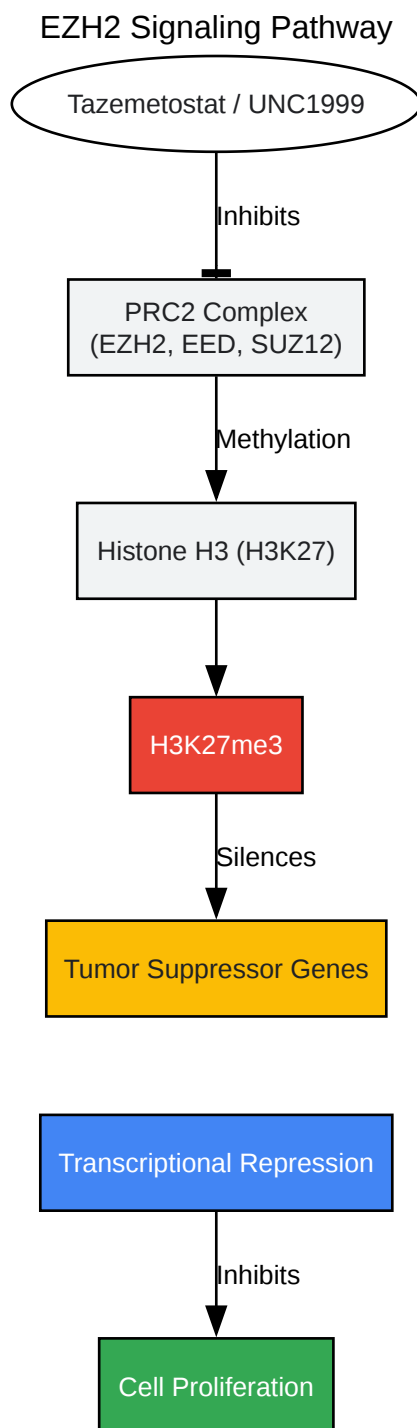 EZH2 Signaling Pathway
Tazemetostat / UNC1999
Inhibits
PRC2 Complex
(EZH2, EED, SUZ12)
Methylation
Histone H3 (H3K27)
H3K27me3
Silences
Tumor Suppressor Genes
Transcriptional Repression
Inhibits
Cell Proliferation